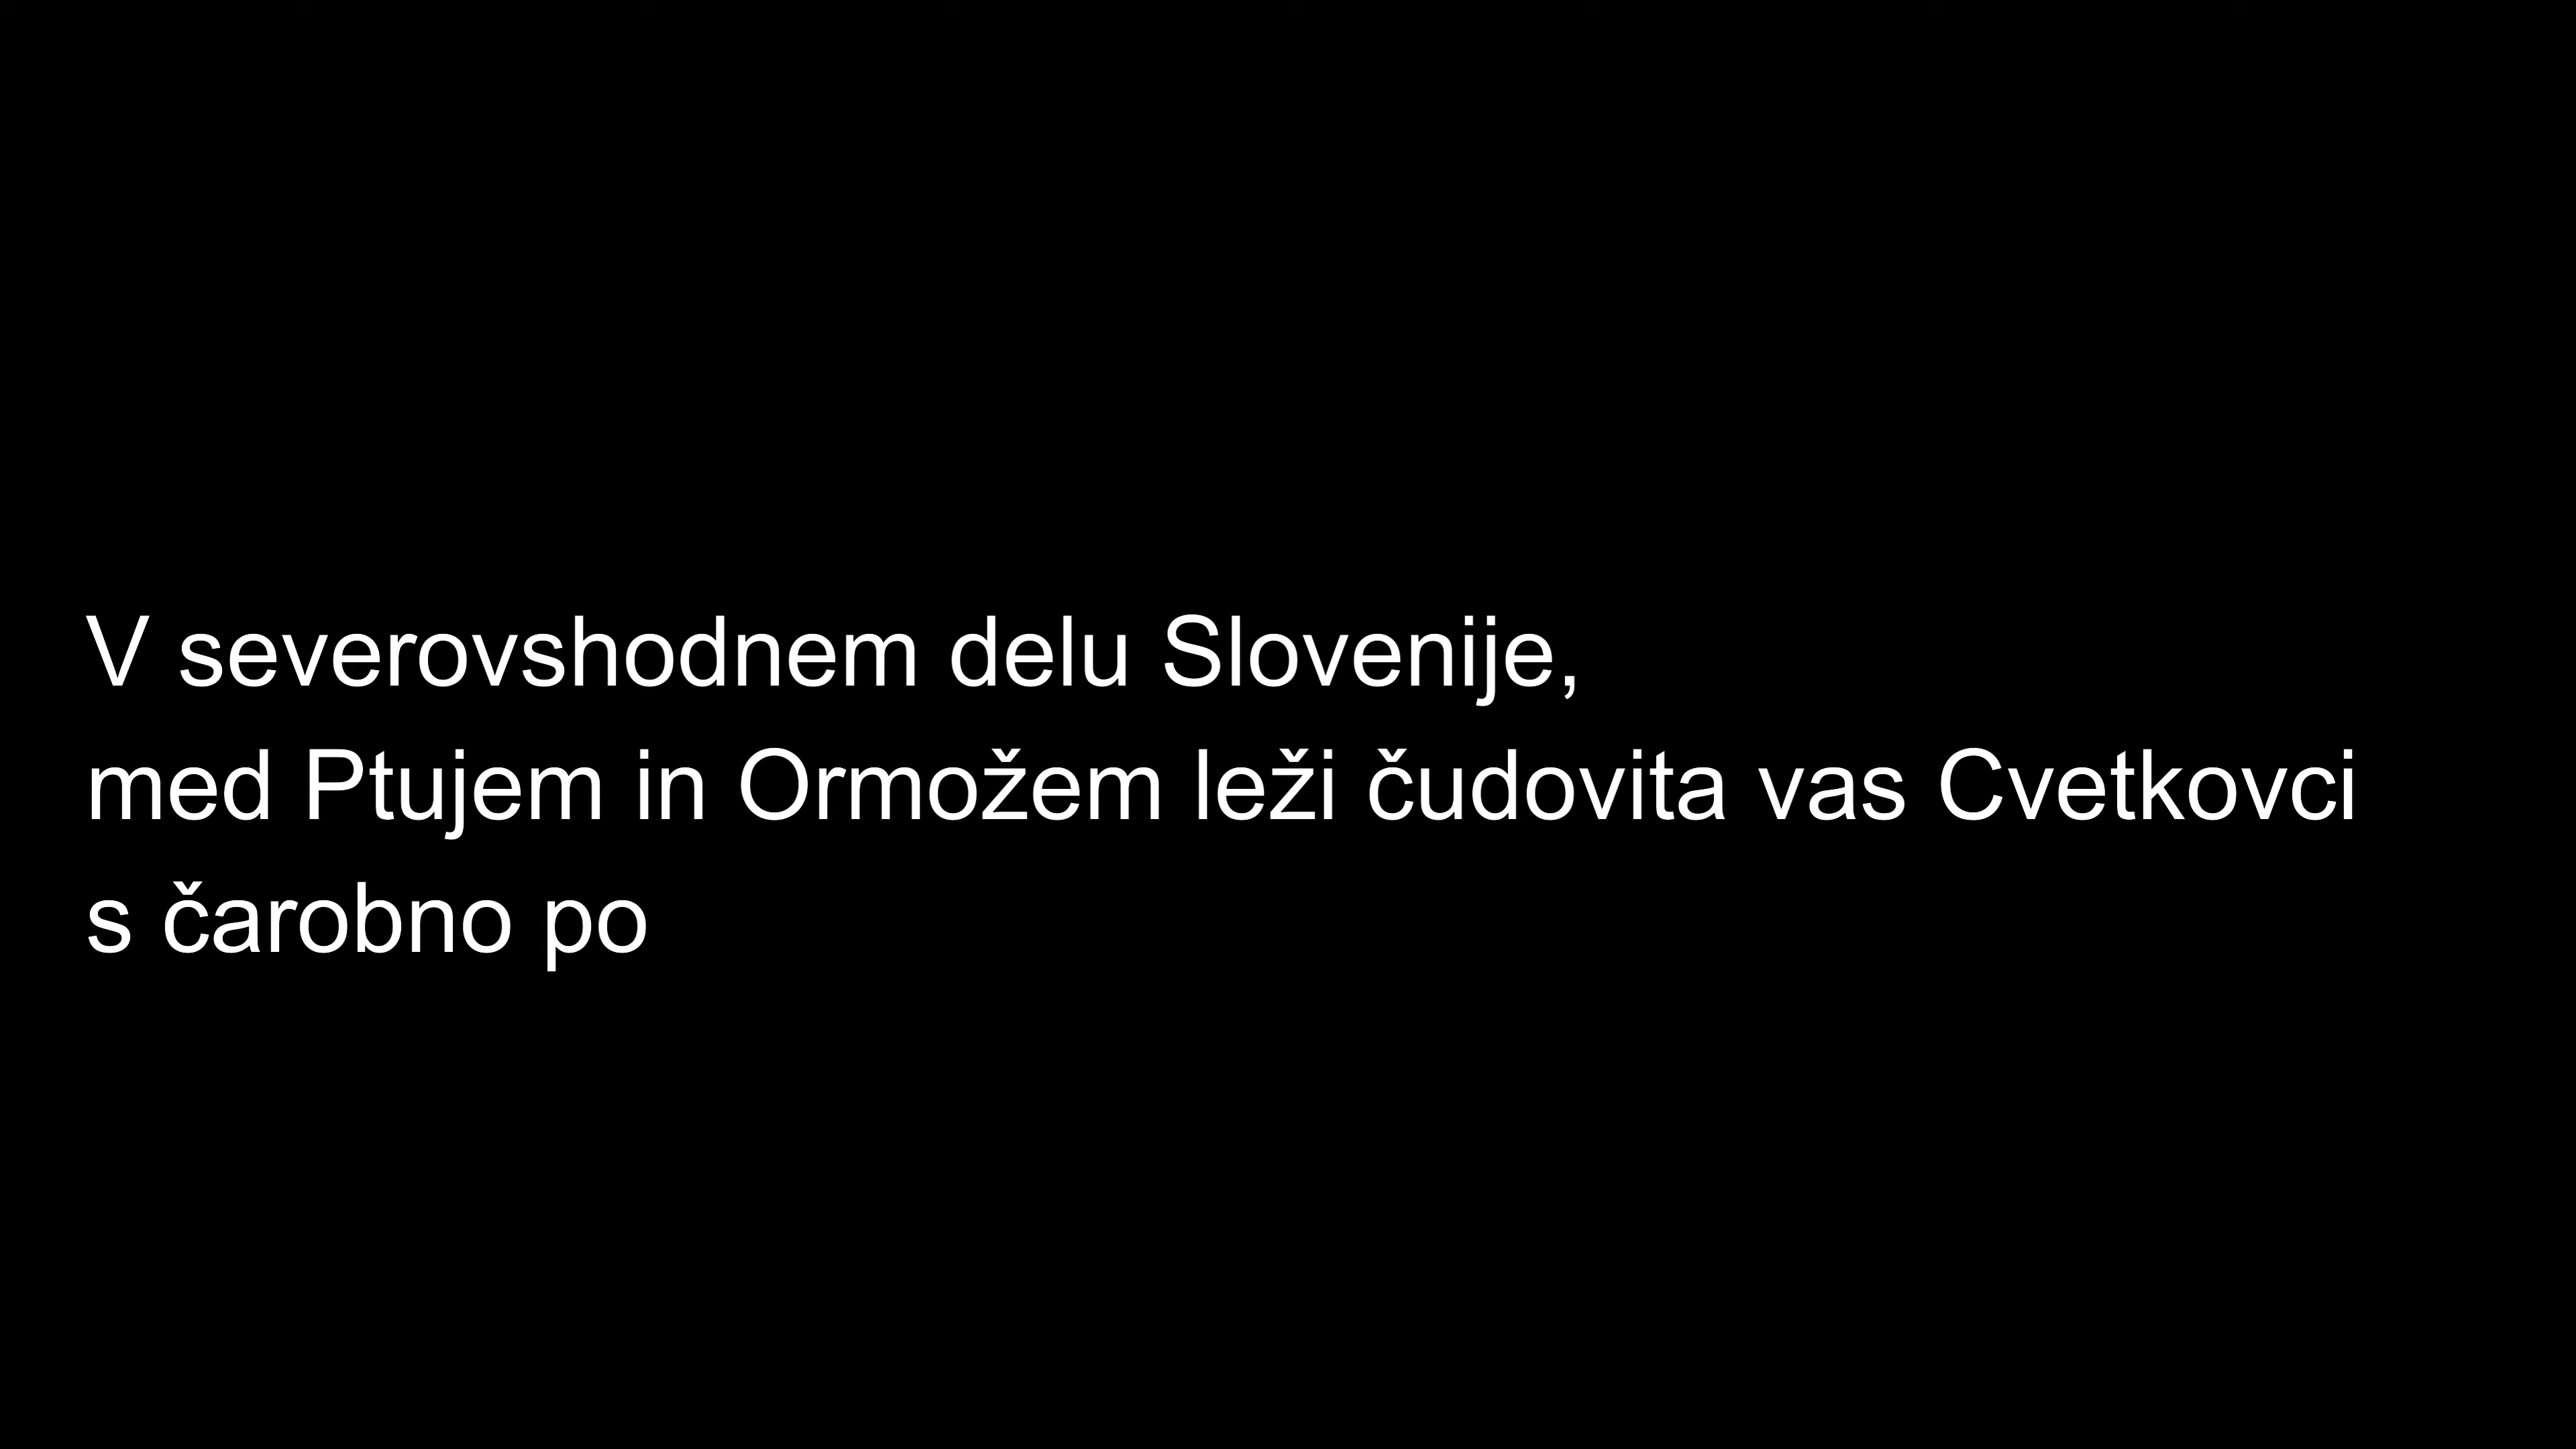 V severovshodnem delu Slovenije,
med Ptujem in Ormožem leži čudovita vas Cvetkovci
s čarobno po